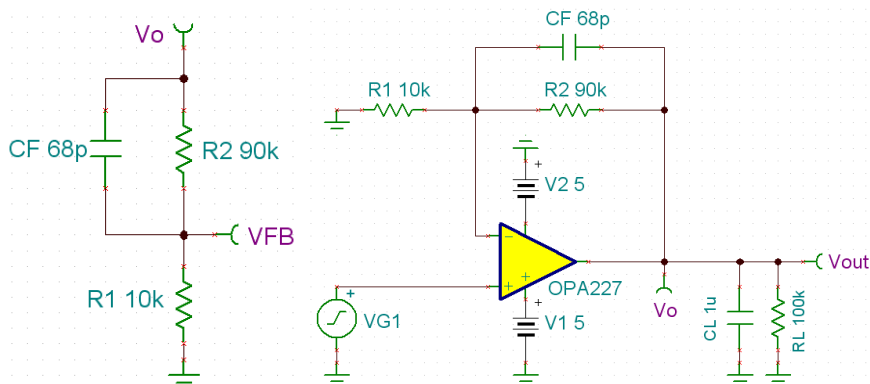 Vo
CF 68p
R2 90k
VFB
R1 10k
CF 68p
R1 10k
R2 90k
+
V2 5
-
+
+
OPA227
+
V1 5
+
VG1
Vo
Vout
CL 1u
RL 100k